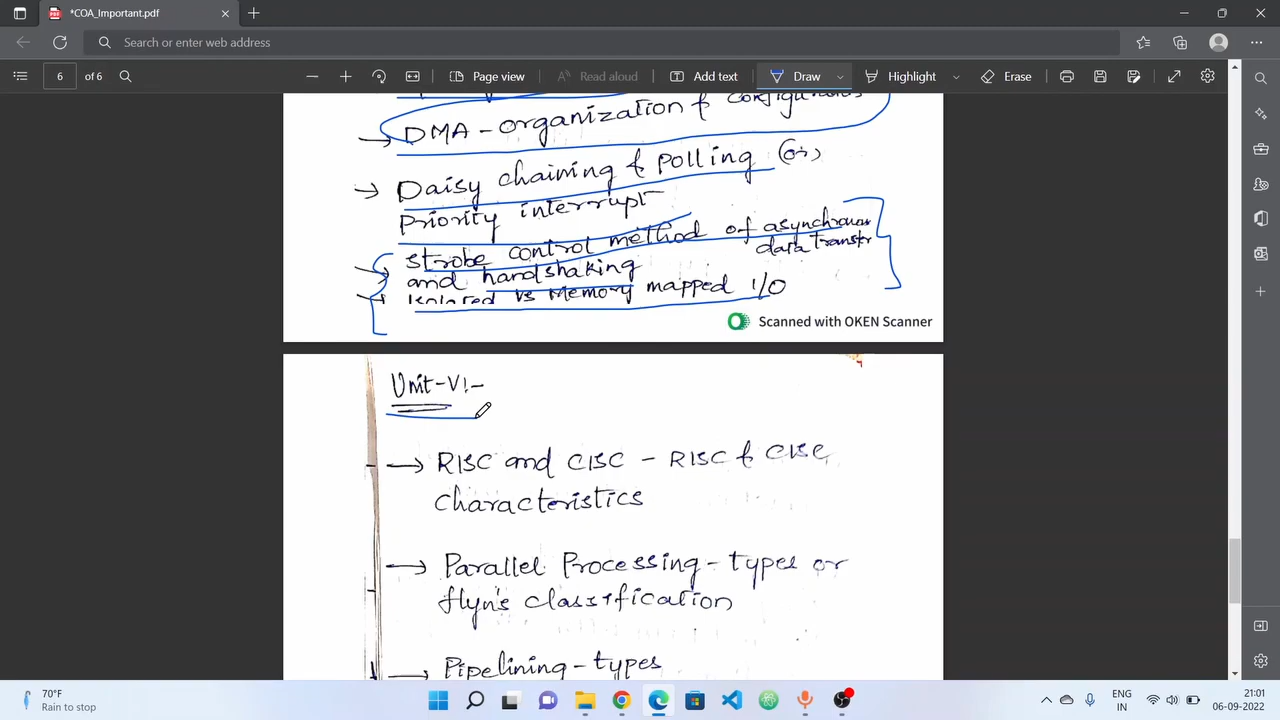 *COA_Important.pdf
Search or enter web address
6 of 6
Page view
Read aloud
Add text
Draw
Highlight
Erase
DMA - organization &
Daisy chaining & polling (or)
Priority interrupt
strobe control method of asynchronous
data transfer
and handshaking
Isolated vs Memory mapped I/O
Scanned with OKEN Scanner
Unit-V:-
RISC and CISC - RISC & CISC
characteristics
Parallel Processing - types or
flyn's classification
Pipelining - types
70°F
Rain to stop
ENG
IN
21:01
06-09-2022